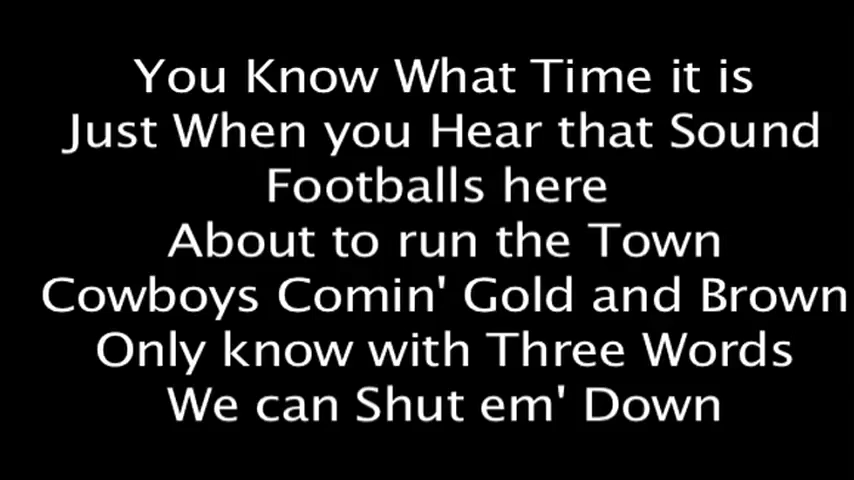 You Know What Time it is
Just When you Hear that Sound
Footballs here
About to run the Town
Cowboys Comin' Gold and Brown
Only know with Three Words
We can Shut em' Down